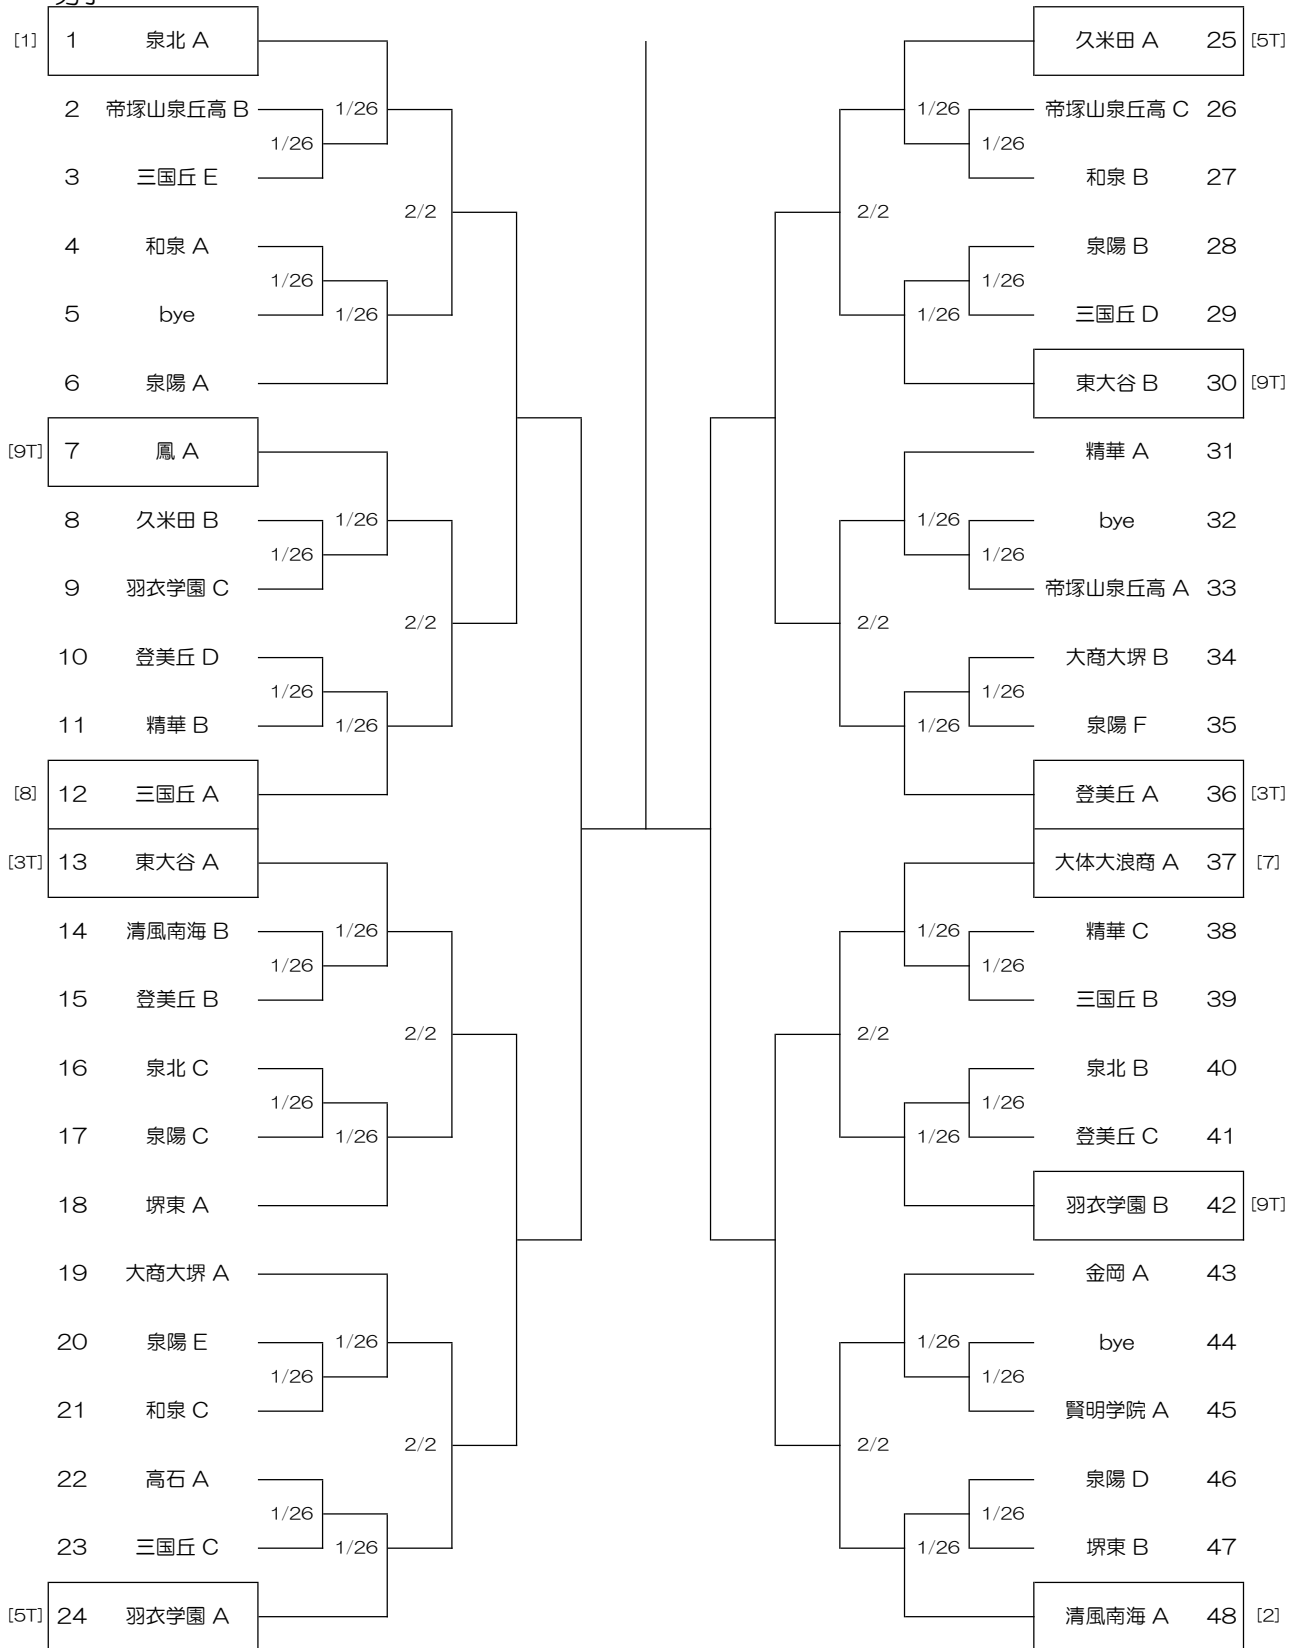 [1] 1 泉北 A
2 帝塚山泉丘高 B
1/26
1/26
3 三国丘 E
2/2
4 和泉 A
1/26
5 bye
1/26
6 泉陽 A
[9T] 7 鳳 A
8 久米田 B
1/26
1/26
9 羽衣学園 C
2/2
10 登美丘 D
1/26
11 精華 B
1/26
[8] 12 三国丘 A
[3T] 13 東大谷 A
14 清風南海 B
1/26
1/26
15 登美丘 B
2/2
16 泉北 C
1/26
17 泉陽 C
1/26
18 堺東 A
19 大商大堺 A
20 泉陽 E
1/26
1/26
21 和泉 C
2/2
22 高石 A
1/26
23 三国丘 C
1/26
[5T] 24 羽衣学園 A
久米田 A 25 [5T]
1/26
帝塚山泉丘高 C 26
1/26
和泉 B 27
2/2
泉陽 B 28
1/26
1/26
三国丘 D 29
東大谷 B 30 [9T]
精華 A 31
1/26
bye 32
1/26
帝塚山泉丘高 A 33
2/2
大商大堺 B 34
1/26
1/26
泉陽 F 35
登美丘 A 36 [3T]
大体大浪商 A 37 [7]
1/26
精華 C 38
1/26
三国丘 B 39
2/2
泉北 B 40
1/26
1/26
登美丘 C 41
羽衣学園 B 42 [9T]
金岡 A 43
1/26
bye 44
1/26
賢明学院 A 45
2/2
泉陽 D 46
1/26
1/26
堺東 B 47
清風南海 A 48 [2]